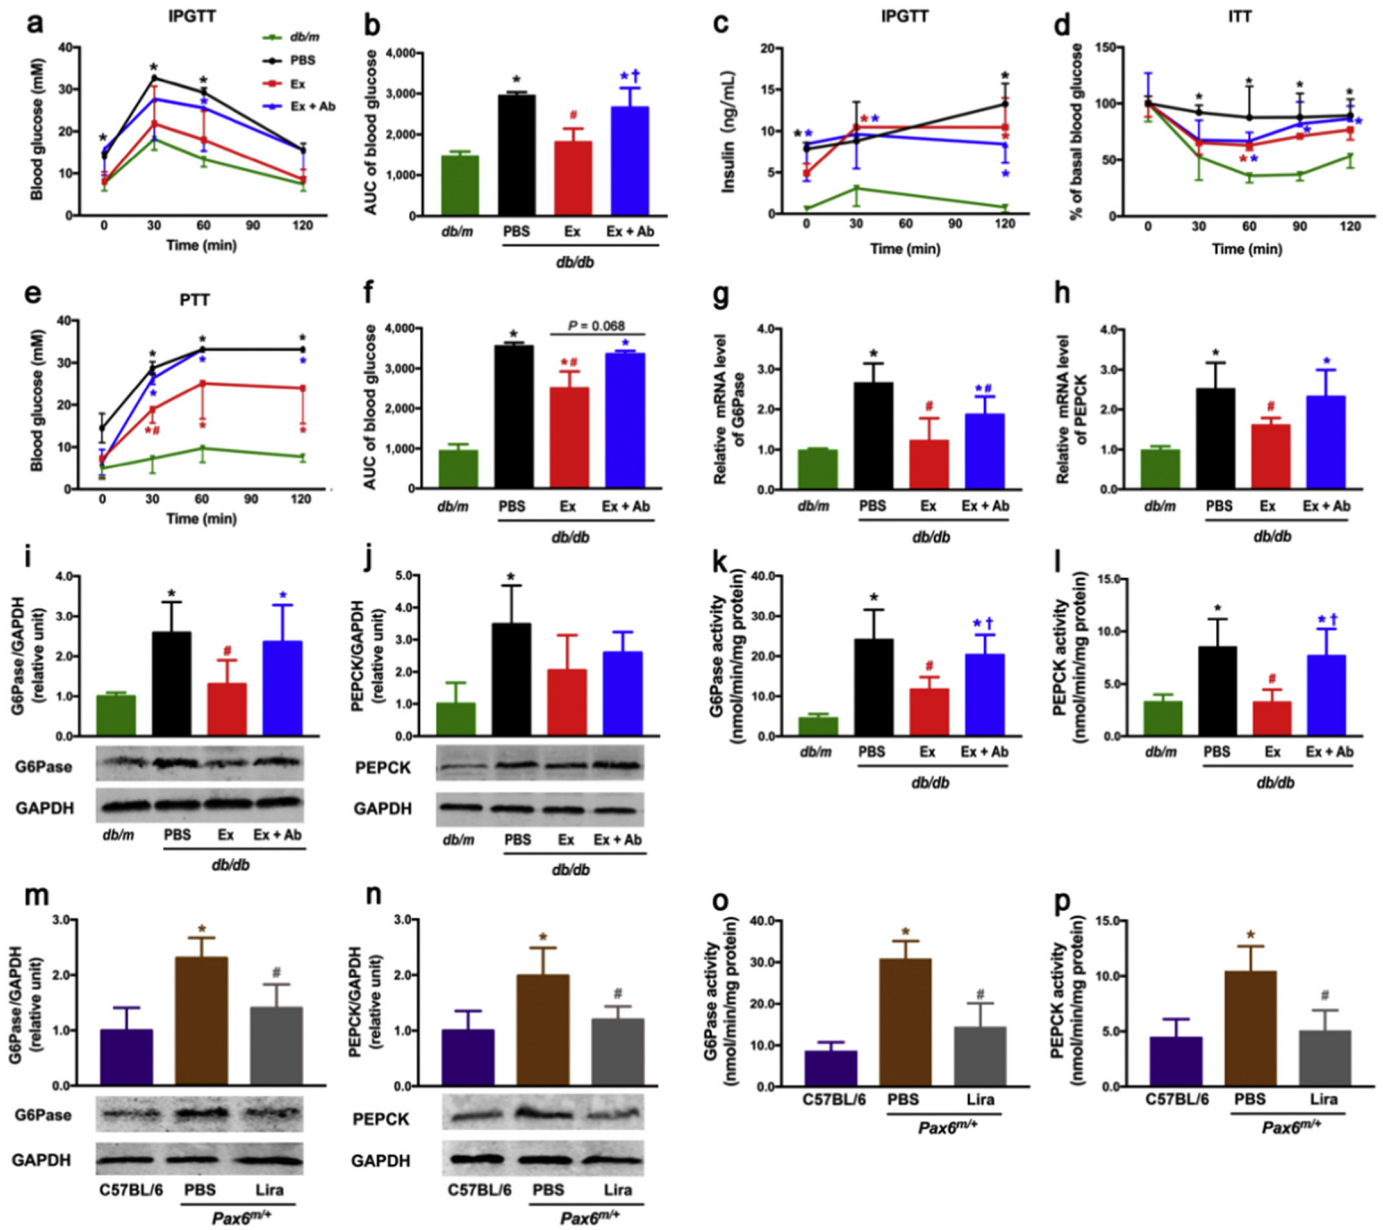 a
IPGTT
Blood glucose (mM)
40
30
20
10
0
0 30 60 90 120
Time (min)
db/m
PBS
Ex
Ex + Ab
* * * *
b
AUC of blood glucose
4,000
3,000
2,000
1,000
0
* # *†
db/m PBS Ex Ex + Ab
db/db
c
IPGTT
Insulin (ng/mL)
20
15
10
5
0
** ** * * *
0 30 60 90 120
Time (min)
d
ITT
% of basal blood glucose
150
100
50
0
* * * * ** * *
0 30 60 90 120
Time (min)
e
PTT
Blood glucose (mM)
40
30
20
10
0
* * * * * * *# * *
0 30 60 90 120
Time (min)
f
AUC of blood glucose
4,000
3,000
2,000
1,000
0
P = 0.068
* *# *
db/m PBS Ex Ex + Ab
db/db
g
Relative mRNA level
of G6Pase
4.0
3.0
2.0
1.0
0.0
* # *#
db/m PBS Ex Ex + Ab
db/db
h
Relative mRNA level
of PEPCK
4.0
3.0
2.0
1.0
0.0
* # *
db/m PBS Ex Ex + Ab
db/db
i
G6Pase/GAPDH
(relative unit)
4.0
3.0
2.0
1.0
0.0
* # *
G6Pase
GAPDH
db/m PBS Ex Ex + Ab
db/db
j
PEPCK/GAPDH
(relative unit)
5.0
4.0
3.0
2.0
1.0
0.0
*
PEPCK
GAPDH
db/m PBS Ex Ex + Ab
db/db
k
G6Pase activity
(nmol/min/mg protein)
40.0
30.0
20.0
10.0
0.0
* # *†
db/m PBS Ex Ex + Ab
db/db
l
PEPCK activity
(nmol/min/mg protein)
15.0
10.0
5.0
0.0
* # *†
db/m PBS Ex Ex + Ab
db/db
m
G6Pase/GAPDH
(relative unit)
3.0
2.0
1.0
0.0
* #
G6Pase
GAPDH
C57BL/6 PBS Lira
Pax6m/+
n
PEPCK/GAPDH
(relative unit)
3.0
2.0
1.0
0.0
* #
PEPCK
GAPDH
C57BL/6 PBS Lira
Pax6m/+
o
G6Pase activity
(nmol/min/mg protein)
40.0
30.0
20.0
10.0
0.0
* #
C57BL/6 PBS Lira
Pax6m/+
p
PEPCK activity
(nmol/min/mg protein)
15.0
10.0
5.0
0.0
* #
C57BL/6 PBS Lira
Pax6m/+